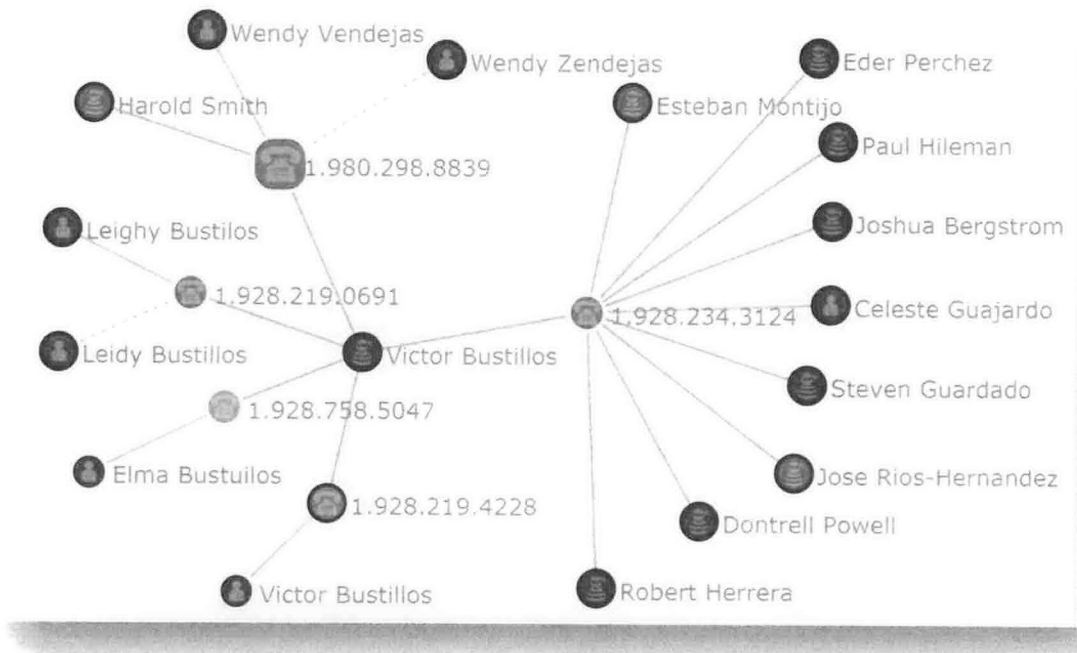 Wendy Vendejas
Wendy Zendejas
Eder Perchez
Harold Smith
Esteban Montijo
Paul Hileman
1.980.298.8839
Leighy Bustilos
Joshua Bergstrom
1.928.219.0691
Celeste Guajardo
1.928.234.3124
Leidy Bustillos
Victor Bustillos
Steven Guardado
1.928.758.5047
Elma Bustuilos
Jose Rios-Hernandez
1.928.219.4228
Dontrell Powell
Victor Bustillos
Robert Herrera